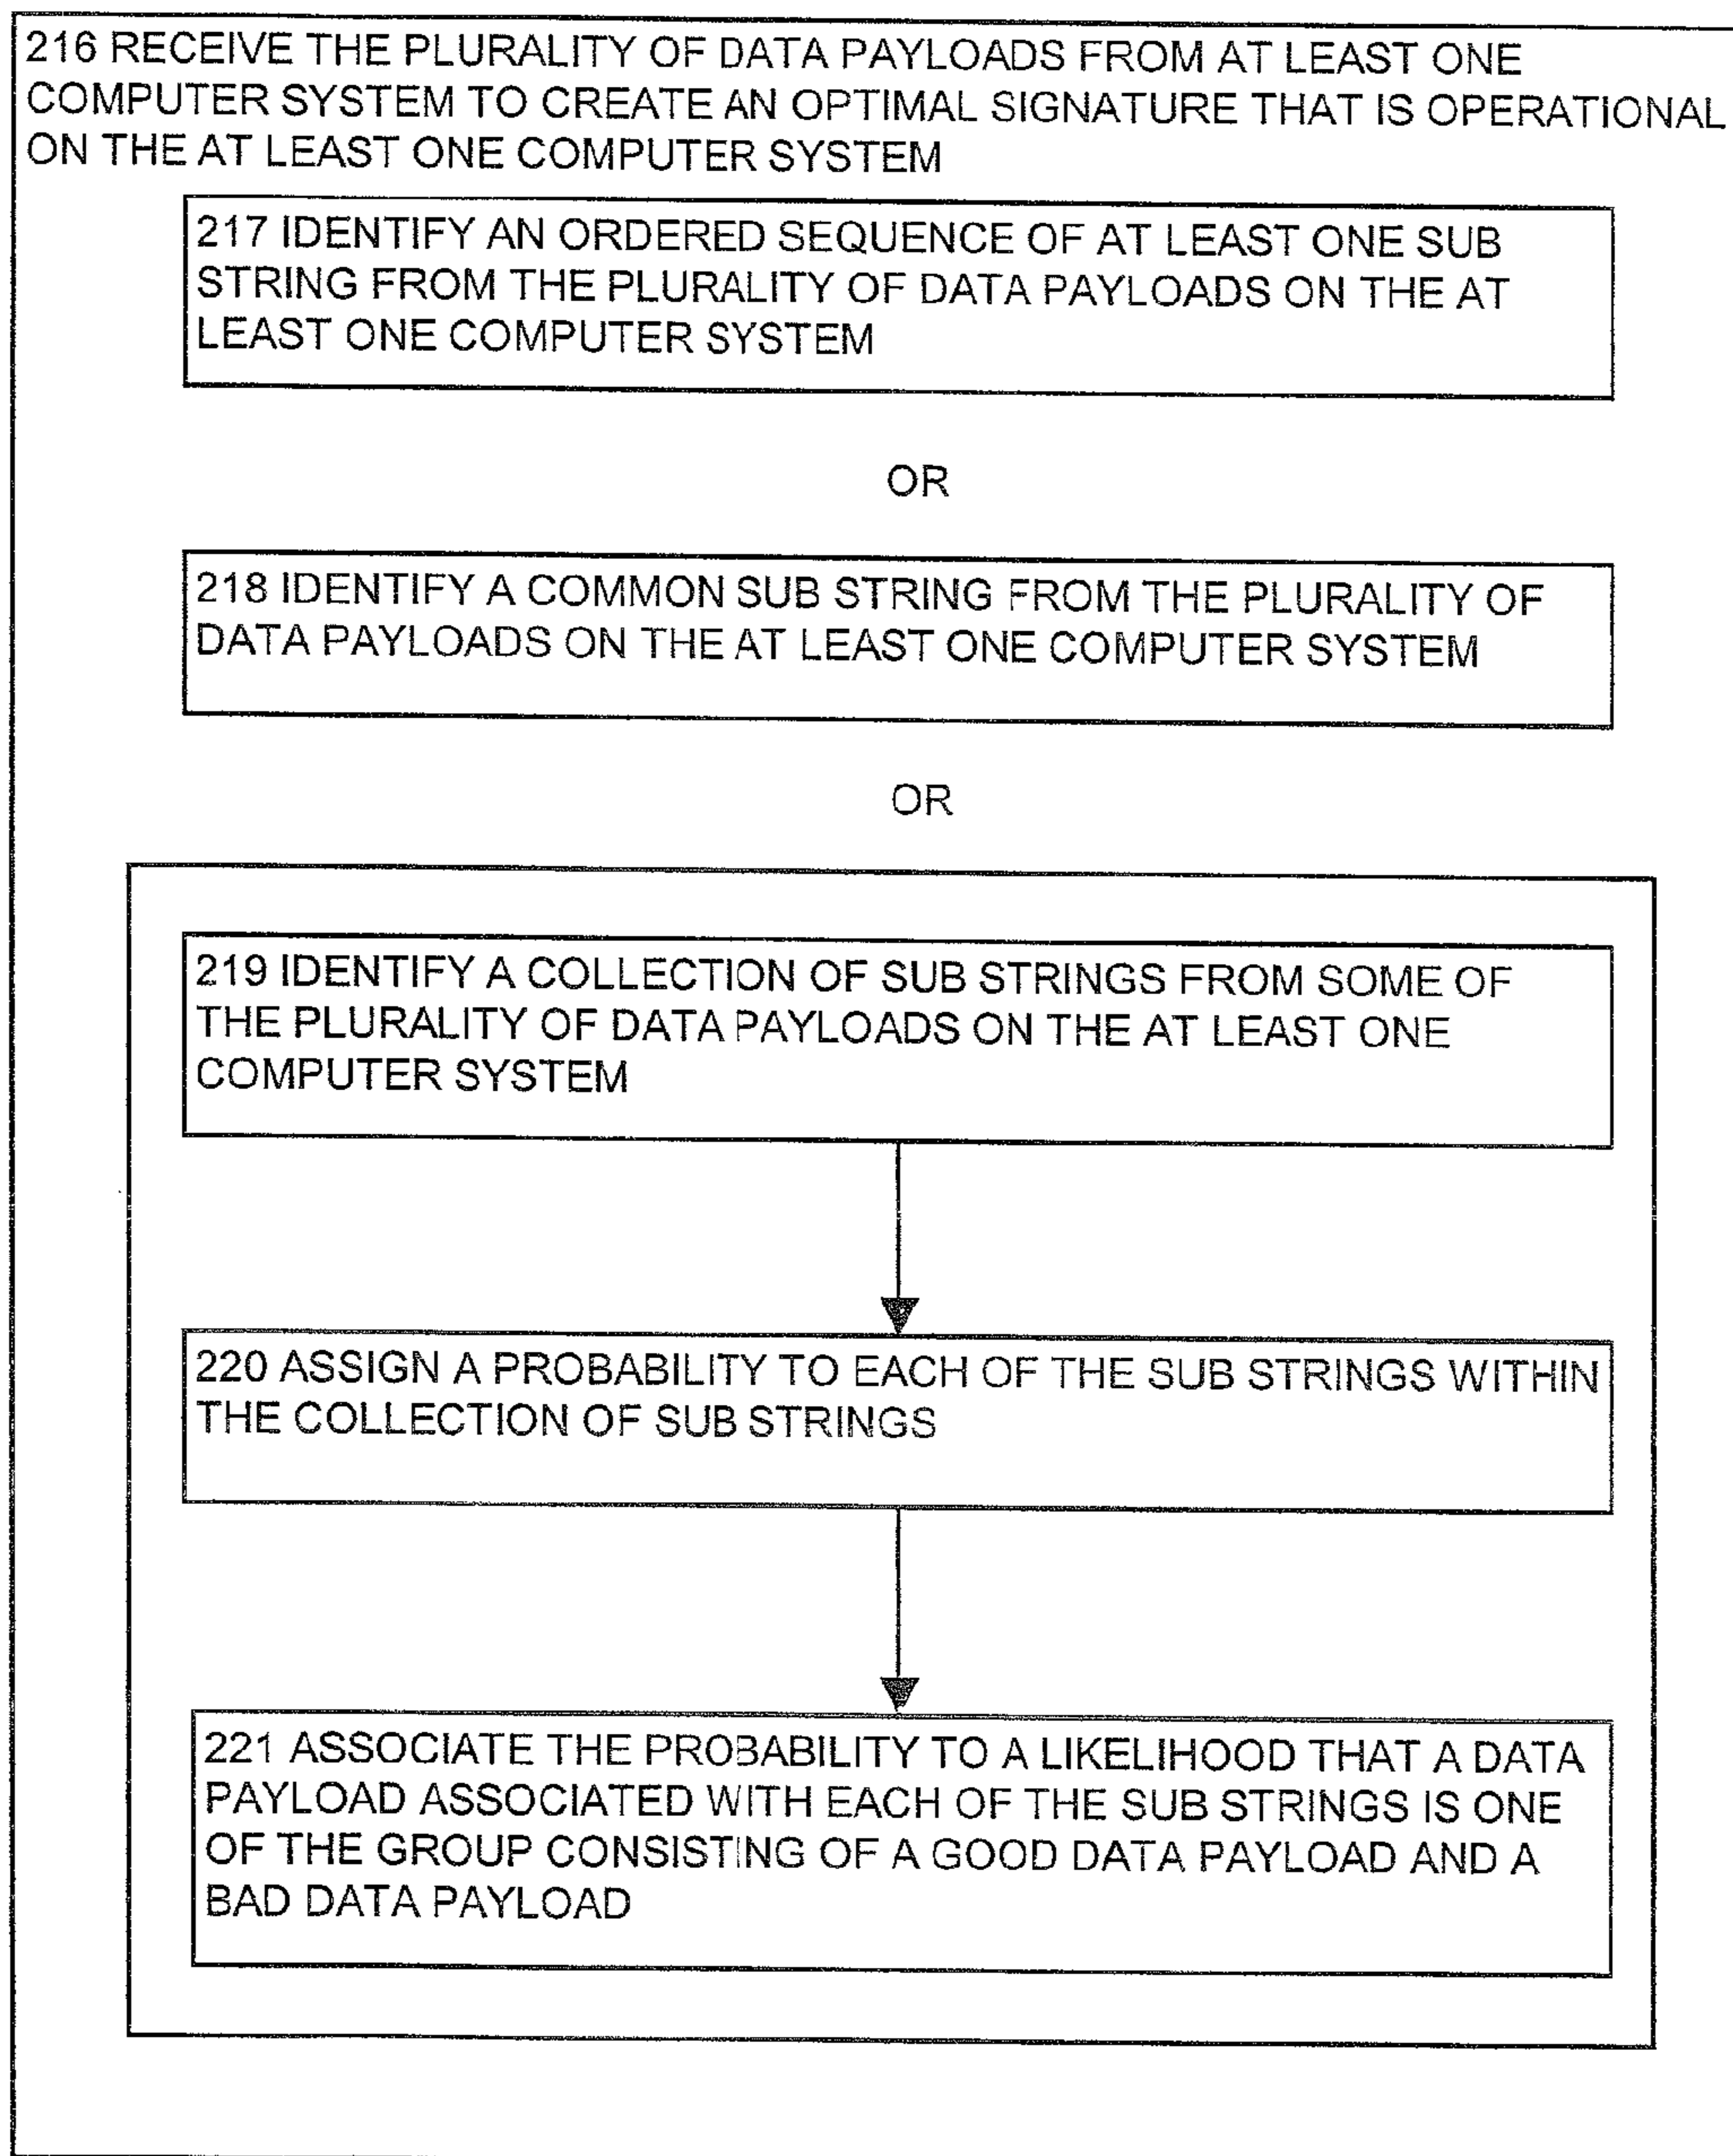 216 RECEIVE THE PLURALITY OF DATA PAYLOADS FROM AT LEAST ONE
COMPUTER SYSTEM TO CREATE AN OPTIMAL SIGNATURE THAT IS OPERATIONAL
ON THE AT LEAST ONE COMPUTER SYSTEM
217 IDENTIFY AN ORDERED SEQUENCE OF AT LEAST ONE SUB
STRING FROM THE PLURALITY OF DATA PAYLOADS ON THE AT
LEAST ONE COMPUTER SYSTEM
OR
218 IDENTIFY A COMMON SUB STRING FROM THE PLURALITY OF
DATA PAYLOADS ON THE AT LEAST ONE COMPUTER SYSTEM
OR
219 IDENTIFY A COLLECTION OF SUB STRINGS FROM SOME OF
THE PLURALITY OF DATA PAYLOADS ON THE AT LEAST ONE
COMPUTER SYSTEM
220 ASSIGN A PROBABILITY TO EACH OF THE SUB STRINGS WITHIN
THE COLLECTION OF SUB STRINGS
221 ASSOCIATE THE PROBABILITY TO A LIKELIHOOD THAT A DATA
PAYLOAD ASSOCIATED WITH EACH OF THE SUB STRINGS IS ONE
OF THE GROUP CONSISTING OF A GOOD DATA PAYLOAD AND A
BAD DATA PAYLOAD